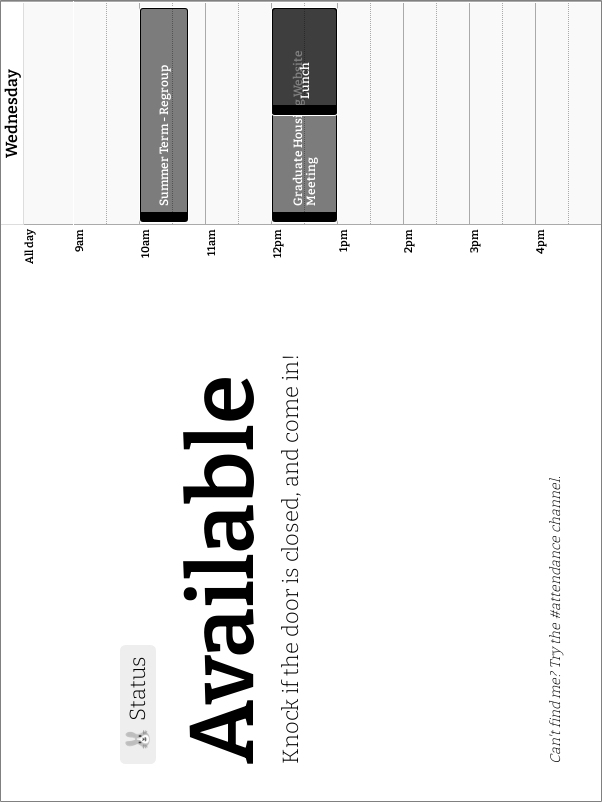 Status
Available
Knock if the door is closed, and come in!
Can't find me? Try the #attendance channel.
Wednesday
All day
9am
10am
Summer Term - Regroup
11am
12pm
Graduate Housing Website
Meeting
Lunch
1pm
2pm
3pm
4pm